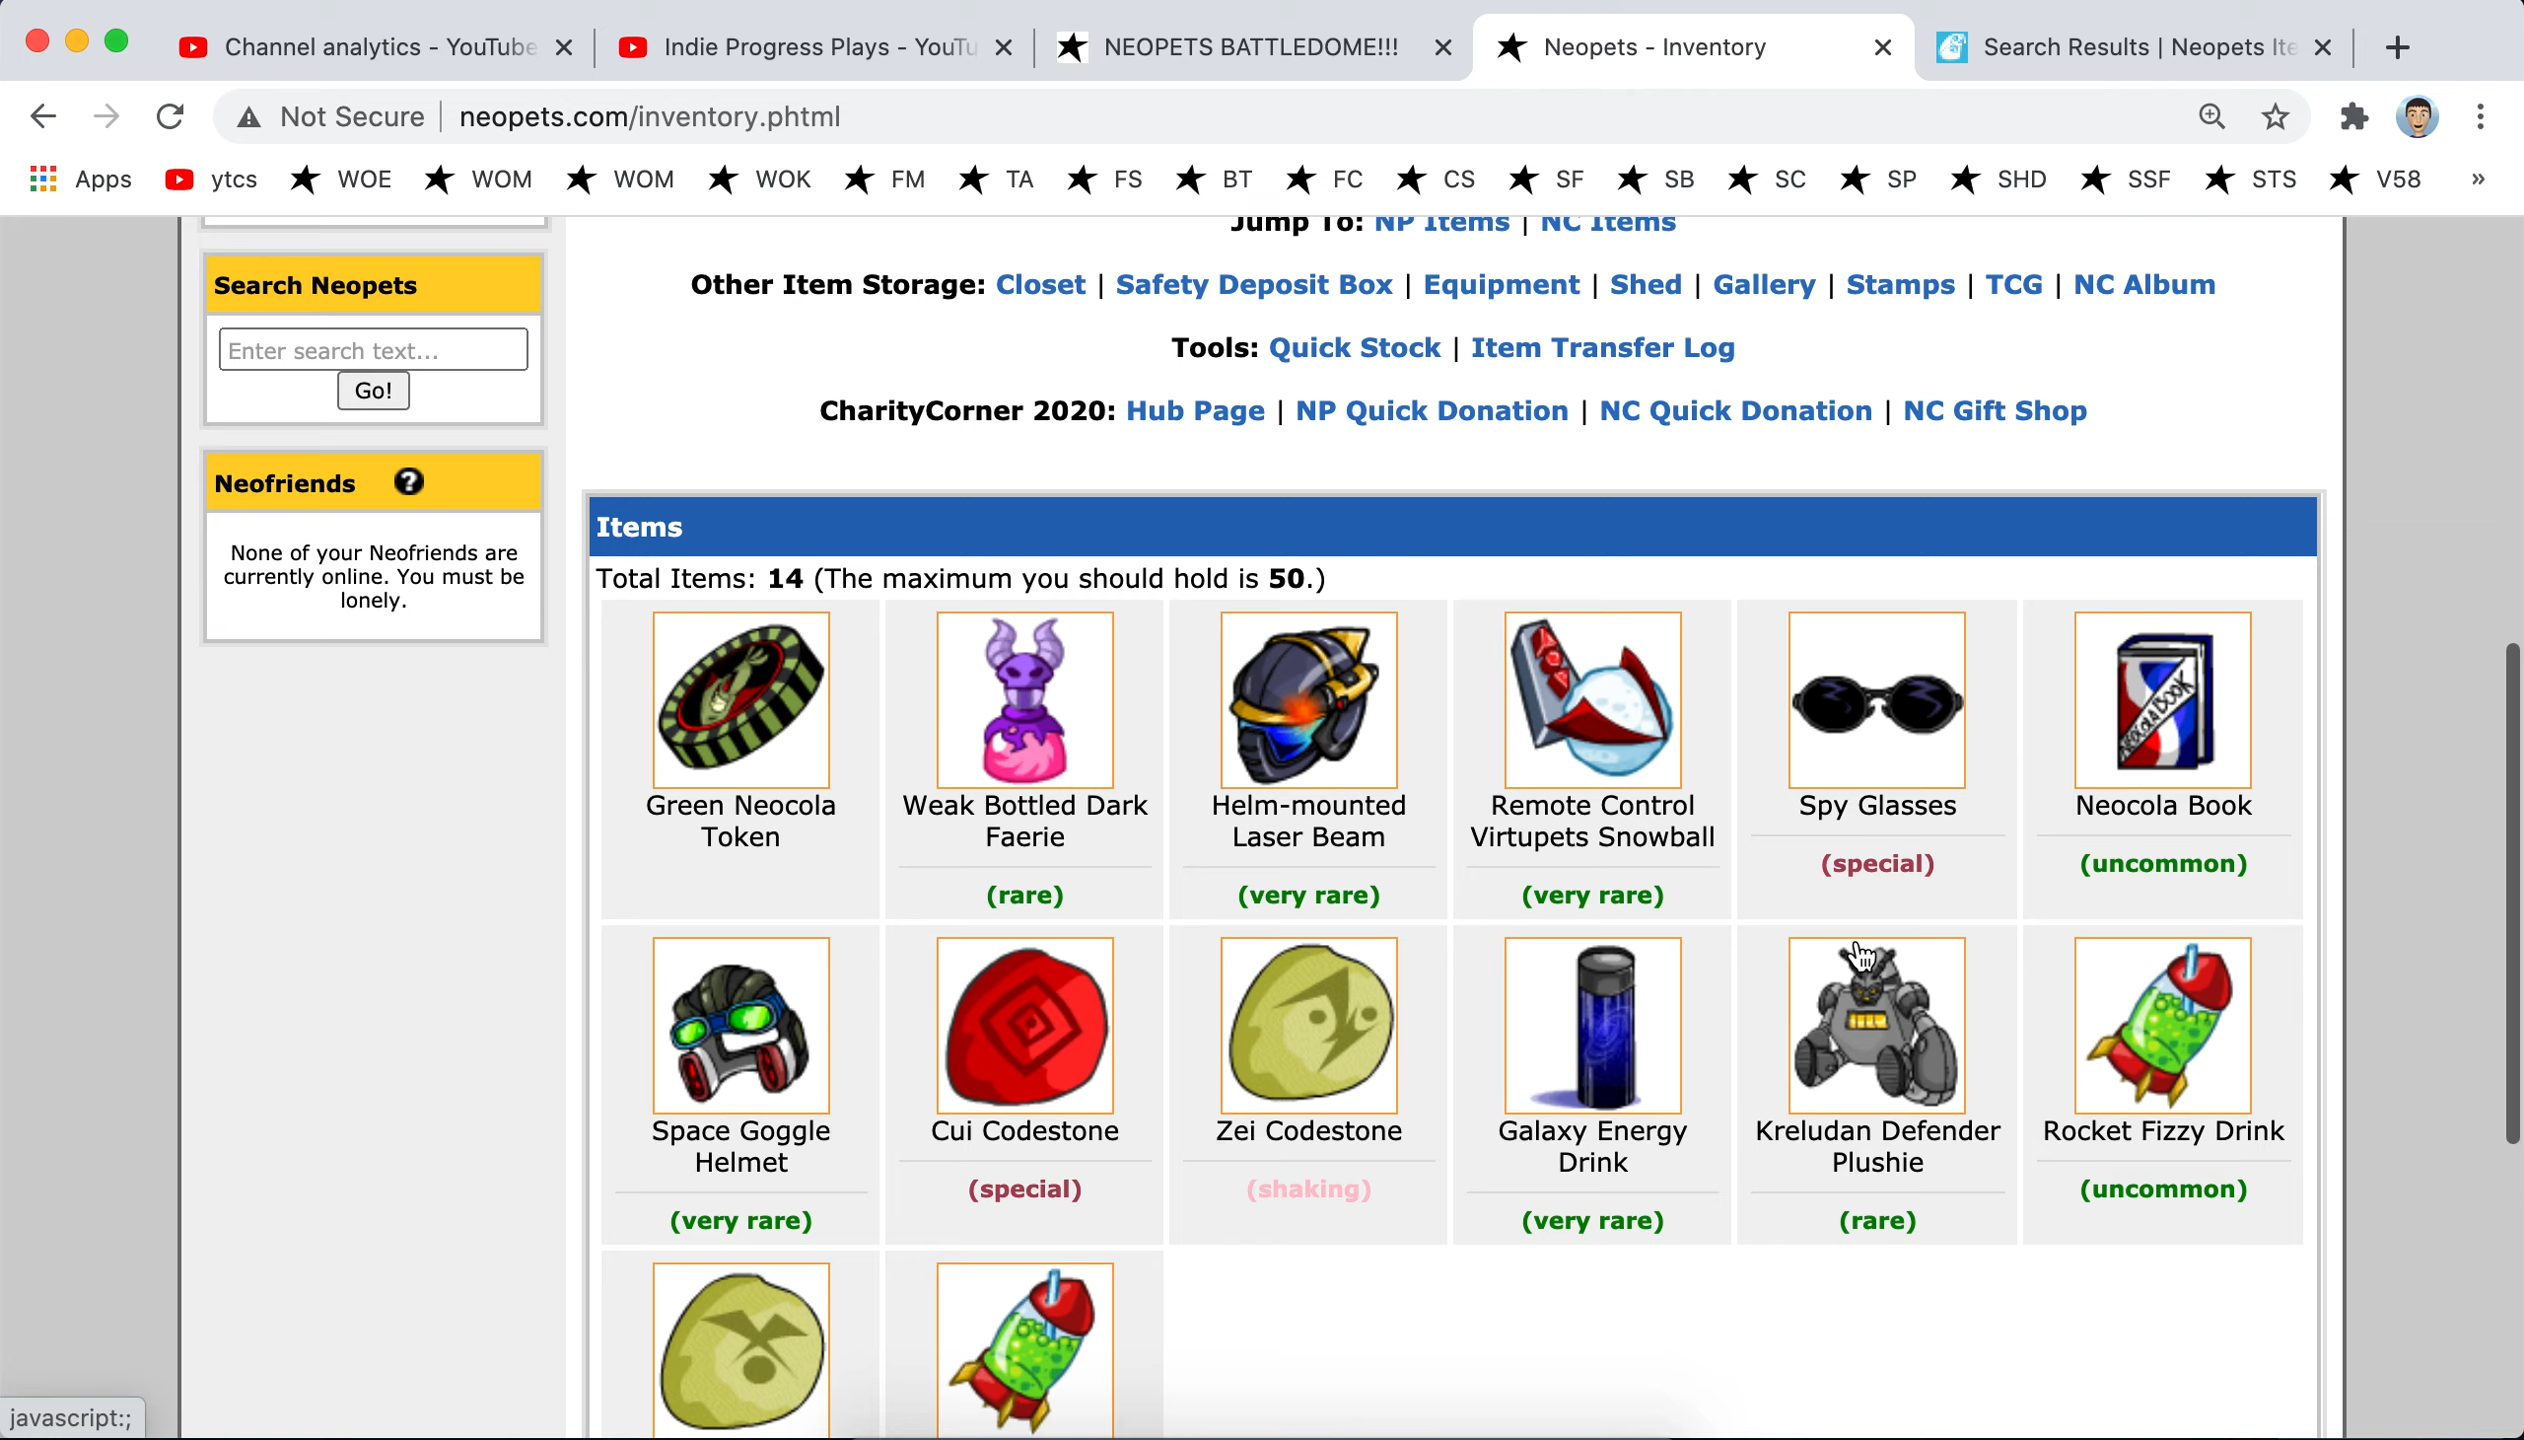 Channel analytics - YouTube
Indie Progress Plays - YouTu
NEOPETS BATTLEDOME!!!
Neopets - Inventory
Search Results | Neopets Ite
Not Secure
neopets.com/inventory.phtml
Apps
ytcs
WOE
WOM
WOM
WOK
FM
TA
FS
BT
FC
CS
SF
SB
SC
SP
SHD
SSF
STS
V58
»
Jump To: NP Items | NC Items
Search Neopets
Enter search text...
Go!
Other Item Storage: Closet | Safety Deposit Box | Equipment | Shed | Gallery | Stamps | TCG | NC Album
Tools: Quick Stock | Item Transfer Log
CharityCorner 2020: Hub Page | NP Quick Donation | NC Quick Donation | NC Gift Shop
Neofriends ?
None of your Neofriends are
currently online. You must be
lonely.
Items
Total Items: 14 (The maximum you should hold is 50.)
NEOCOLA BOOK
Green Neocola
Token
Weak Bottled Dark
Faerie
(rare)
Helm-mounted
Laser Beam
(very rare)
Remote Control
Virtupets Snowball
(very rare)
Spy Glasses
(special)
Neocola Book
(uncommon)
Space Goggle
Helmet
(very rare)
Cui Codestone
(special)
Zei Codestone
(shaking)
Galaxy Energy
Drink
(very rare)
Kreludan Defender
Plushie
(rare)
Rocket Fizzy Drink
(uncommon)
javascript:;